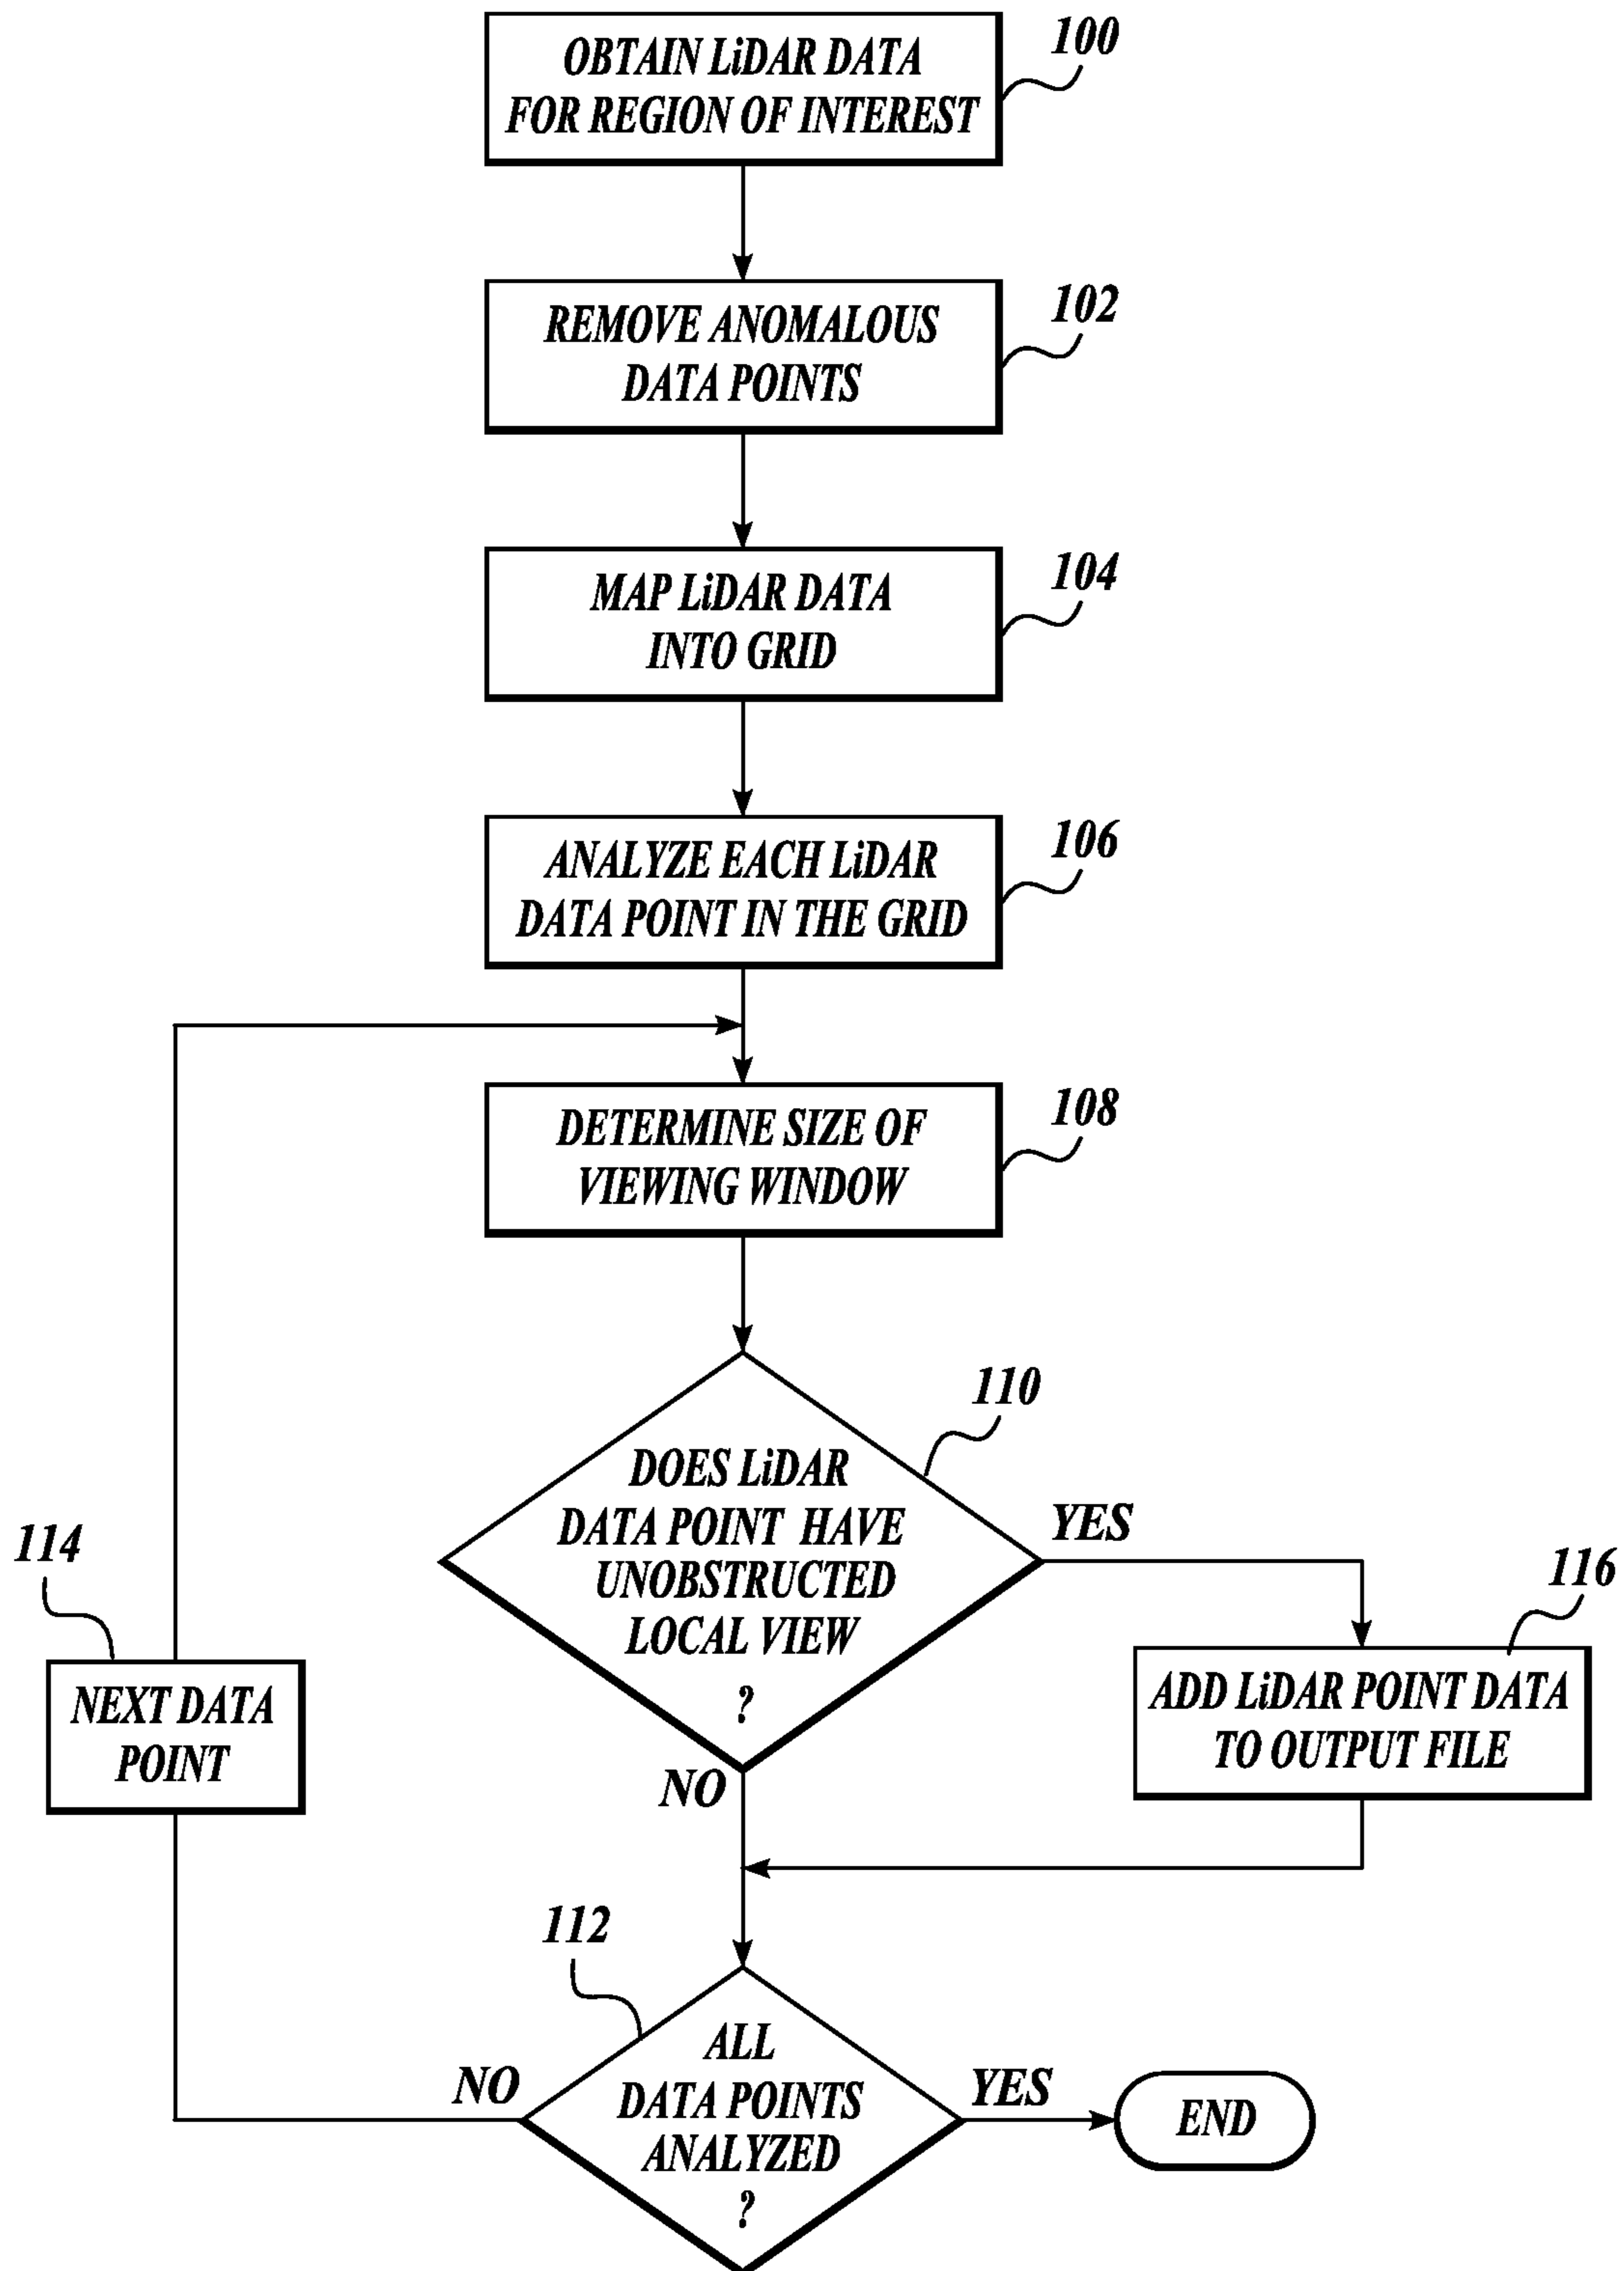 OBTAIN LiDAR DATA
FOR REGION OF INTEREST
100
REMOVE ANOMALOUS
DATA POINTS
102
MAP LiDAR DATA
INTO GRID
104
ANALYZE EACH LiDAR
DATA POINT IN THE GRID
106
DETERMINE SIZE OF
VIEWING WINDOW
108
DOES LiDAR
DATA POINT HAVE
UNOBSTRUCTED
LOCAL VIEW
?
110
YES
NO
114
NEXT DATA
POINT
116
ADD LiDAR POINT DATA
TO OUTPUT FILE
112
ALL
DATA POINTS
ANALYZED
?
NO
YES
END